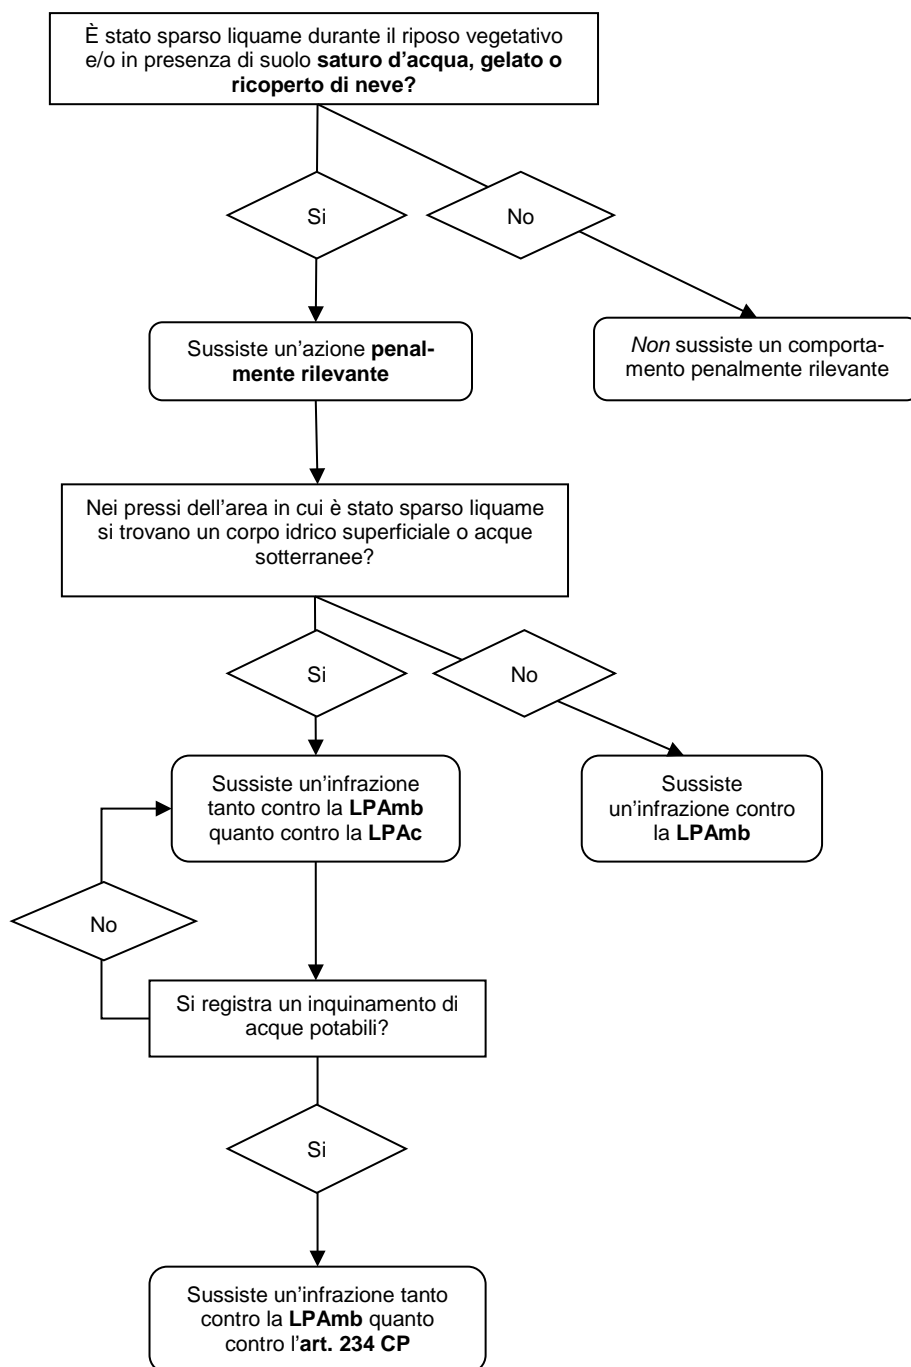 È stato sparso liquame durante il riposo vegetativo
e/o in presenza di suolo saturo d’acqua, gelato o
ricoperto di neve?
Si
No
Sussiste un’azione penal-
mente rilevante
Non sussiste un comporta-
mento penalmente rilevante
Nei pressi dell’area in cui è stato sparso liquame
si trovano un corpo idrico superficiale o acque
sotterranee?
Si
No
Sussiste un’infrazione
tanto contro la LPAmb
quanto contro la LPAc
Sussiste
un’infrazione contro
la LPAmb
No
Si registra un inquinamento di
acque potabili?
Si
Sussiste un’infrazione tanto
contro la LPAmb quanto
contro l’art. 234 CP